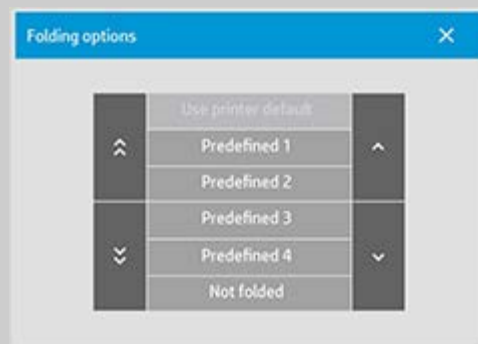 Folding options
Use printer default
Predefined 1
Predefined 2
Predefined 3
Predefined 4
Not folded